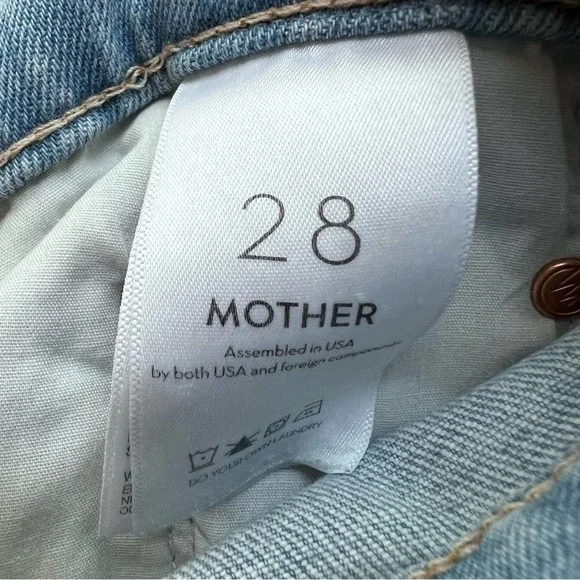 28
MOTHER
Assembled in USA
by both USA and foreign components
DO YOUR OWN LAUNDRY